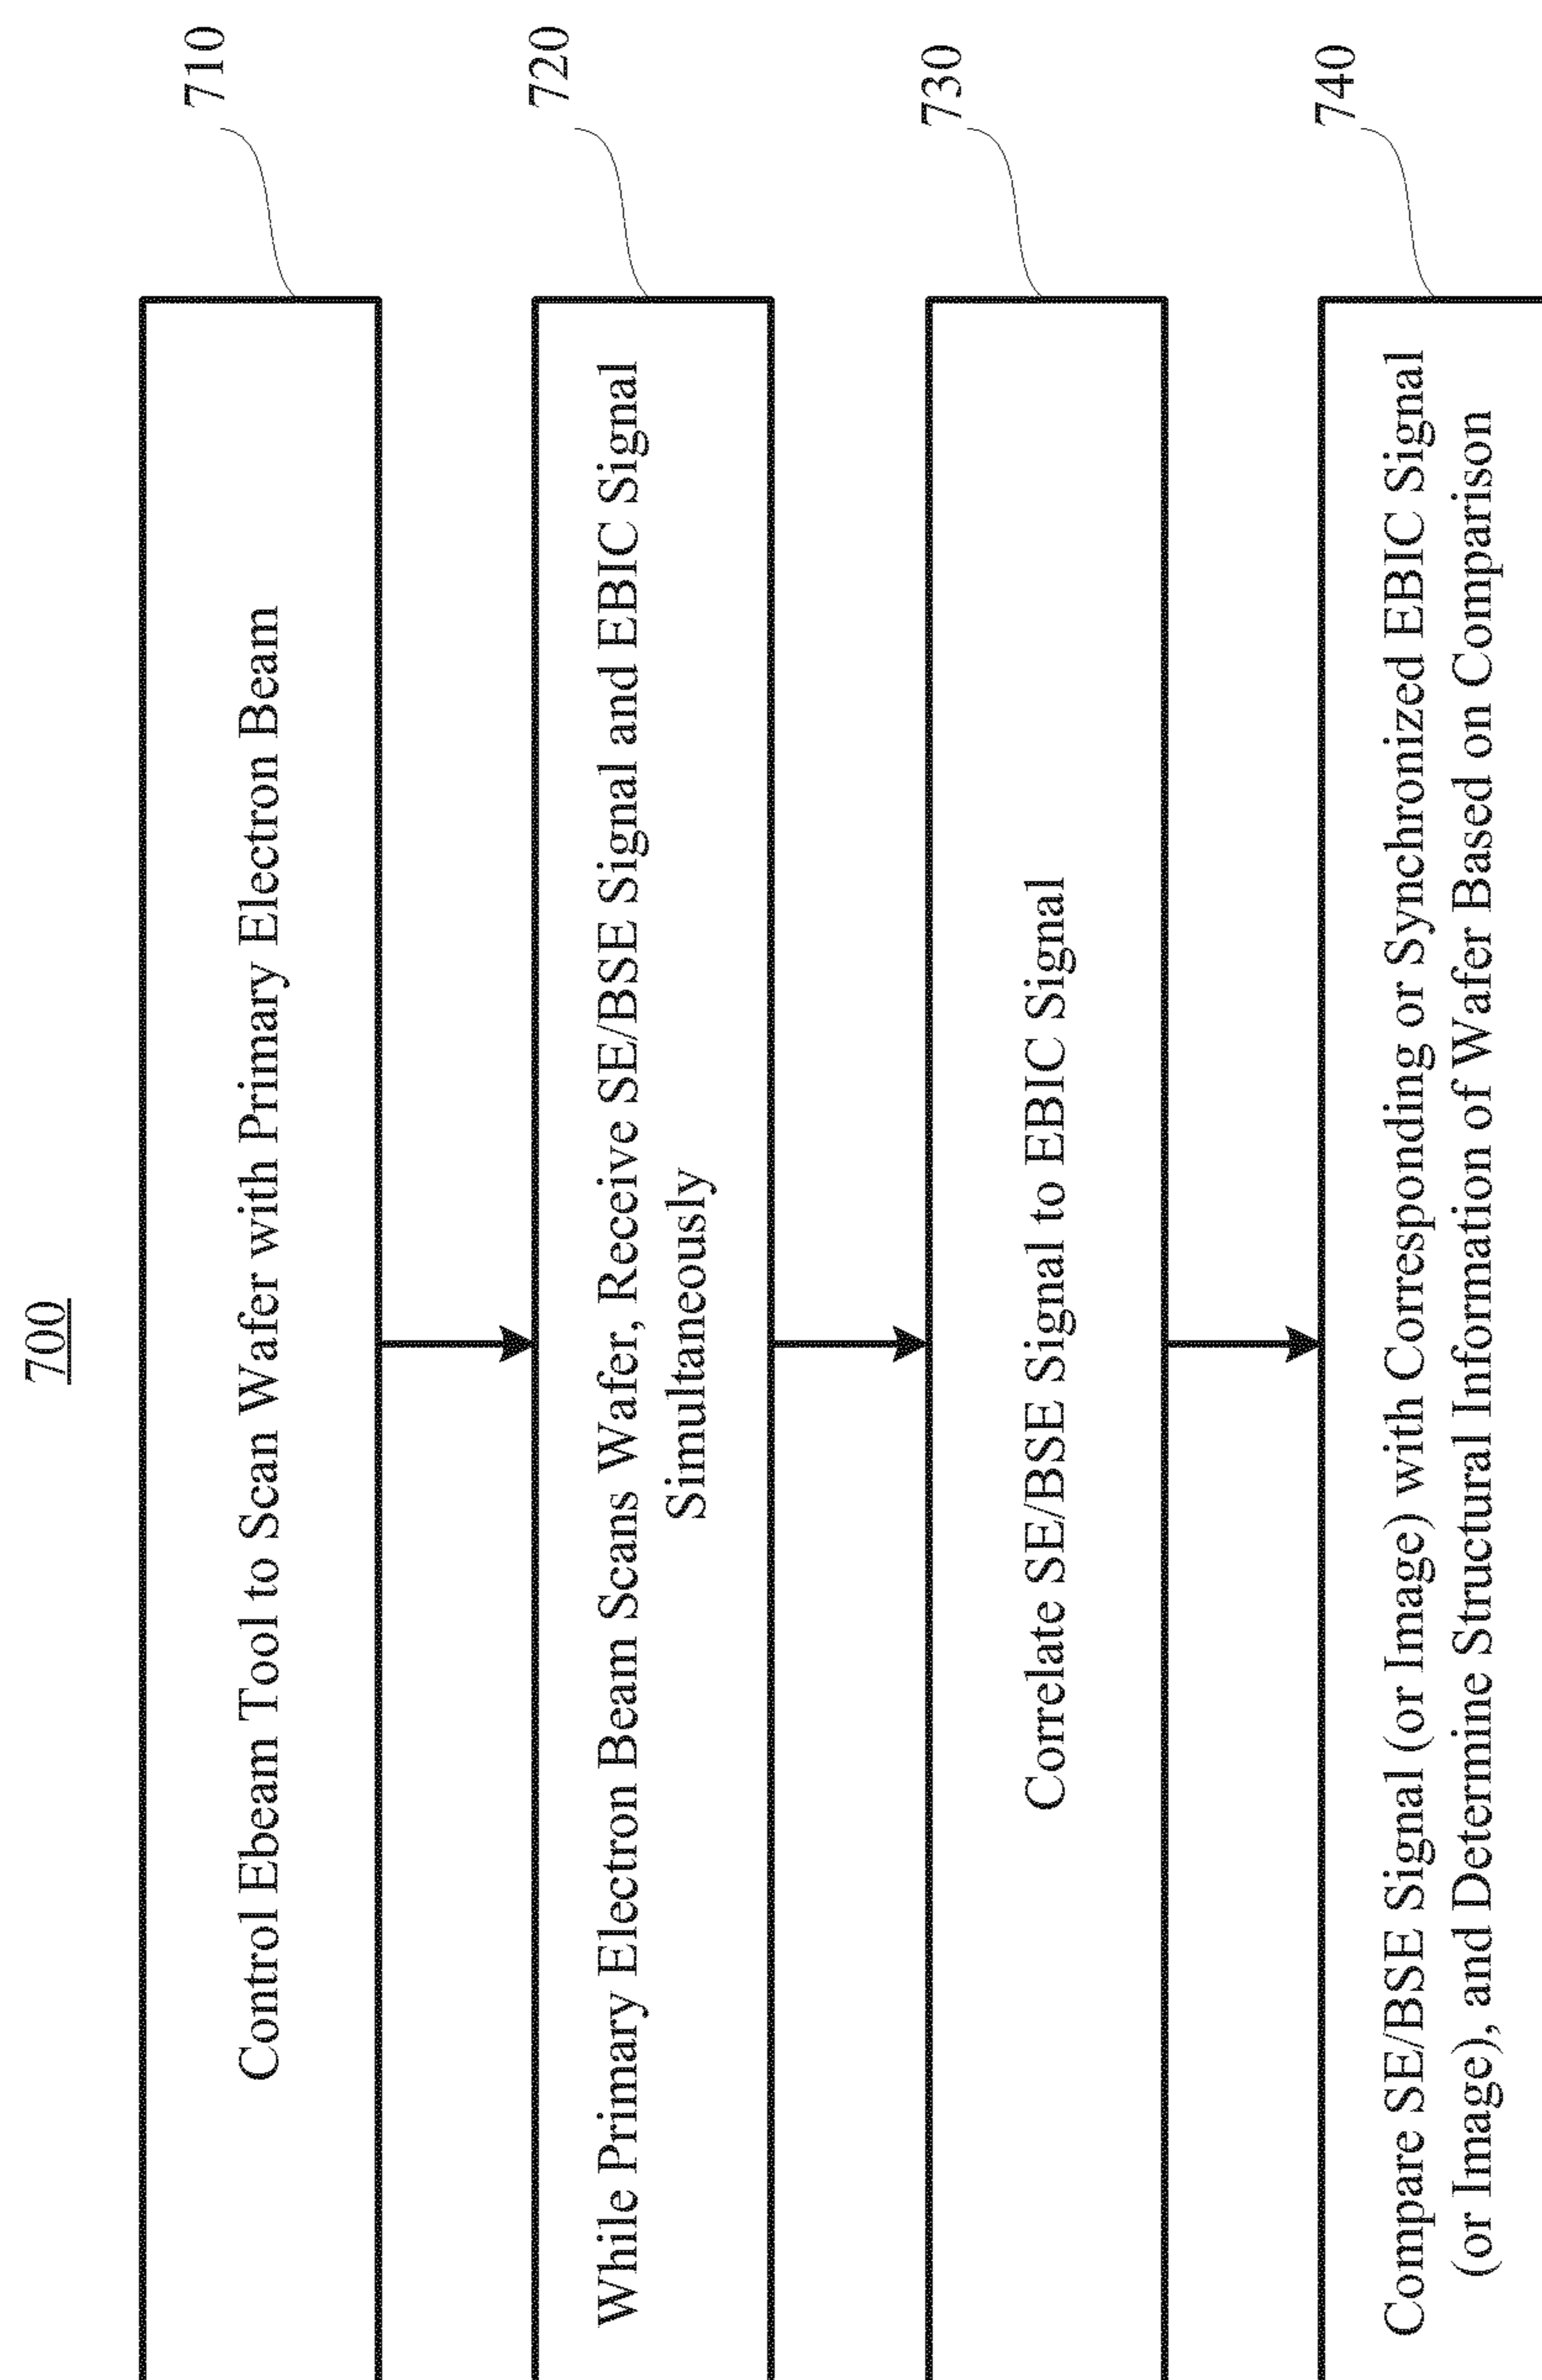 700
710
Control Ebeam Tool to Scan Wafer with Primary Electron Beam
720
While Primary Electron Beam Scans Wafer, Receive SE/BSE Signal and EBIC Signal
Simultaneously
730
Correlate SE/BSE Signal to EBIC Signal
740
Compare SE/BSE Signal (or Image) with Corresponding or Synchronized EBIC Signal
(or Image), and Determine Structural Information of Wafer Based on Comparison